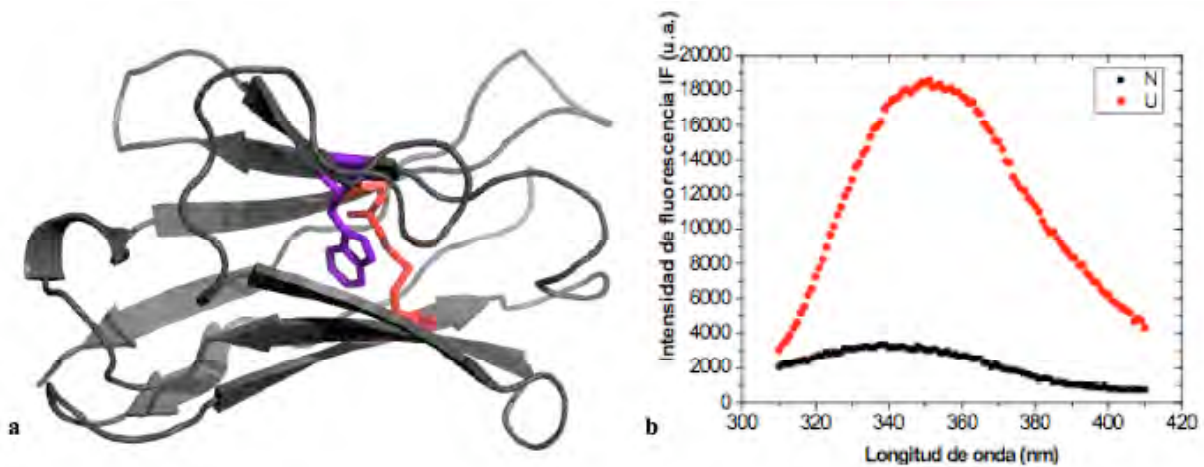 a
b
Intensidad de fluorescencia IF (u.a.)
20000
18000
16000
14000
12000
10000
8000
6000
4000
2000
0
N
U
300 320 340 360 380 400 420
Longitud de onda (nm)